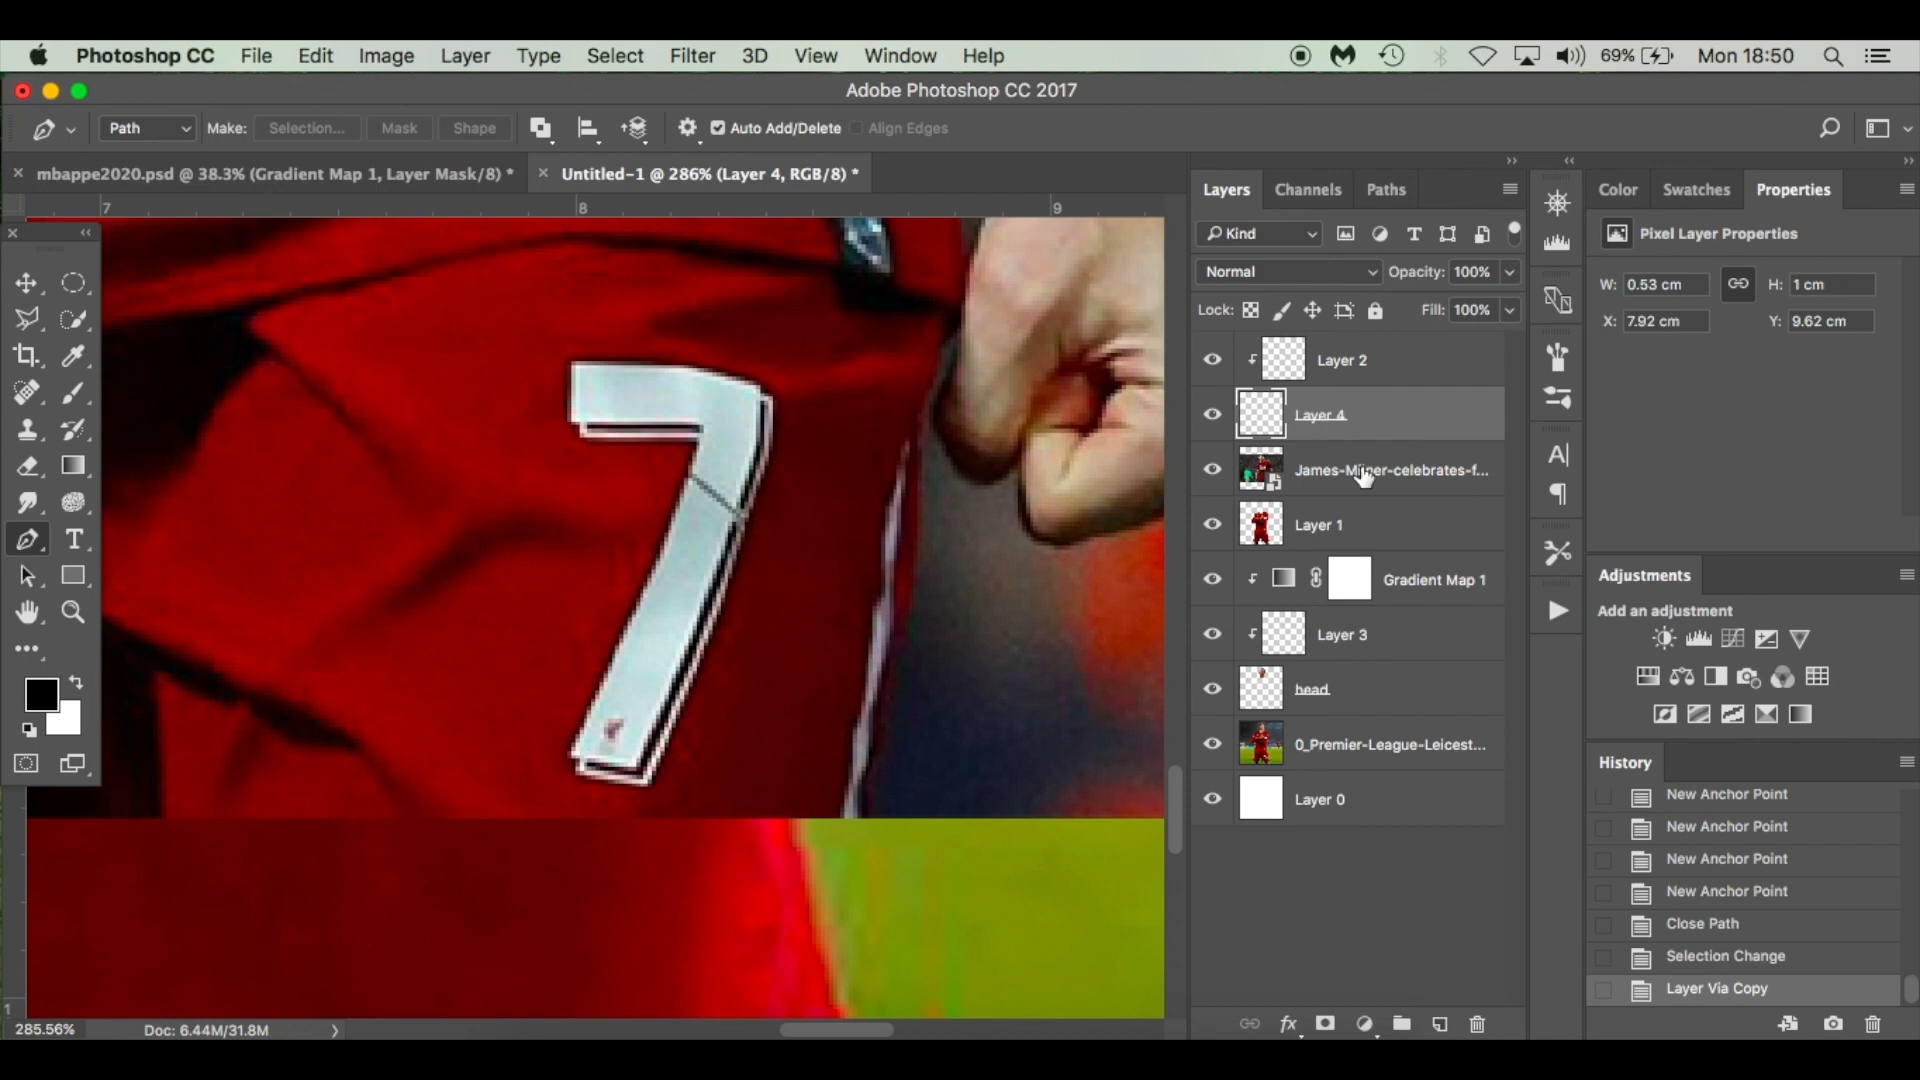 Photoshop CC File Edit Image Layer Type Select Filter 3D View Window Help 69% Mon 18:50
Adobe Photoshop CC 2017
Path Make: Selection... Mask Shape Auto Add/Delete Align Edges
mbappe2020.psd @ 38.3% (Gradient Map 1, Layer Mask/8) * Untitled-1 @ 286% (Layer 4, RGB/8) *
7 8 9
7
1
285.56% Doc: 6.44M/31.8M
Layers Channels Paths
Kind
Normal Opacity: 100%
Lock: Fill: 100%
Layer 2
Layer 4
James-Milner-celebrates-f...
Layer 1
Gradient Map 1
Layer 3
head
0_Premier-League-Leicest...
Layer 0
Color Swatches Properties
Pixel Layer Properties
W: 0.53 cm H: 1 cm
X: 7.92 cm Y: 9.62 cm
Adjustments
Add an adjustment
History
New Anchor Point
New Anchor Point
New Anchor Point
New Anchor Point
Close Path
Selection Change
Layer Via Copy